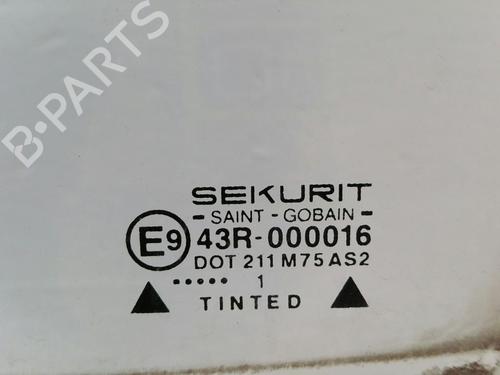 B-PARTS
SEKURIT
- SAINT - GOBAIN -
E9 43R-000016
DOT 211 M75 AS2
..... 1
TINTED